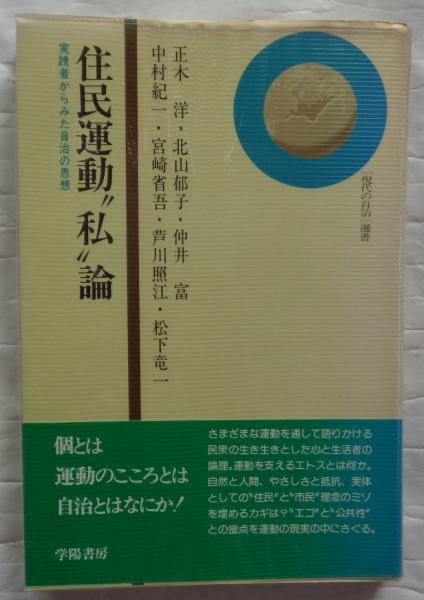 「現代の自治」選書
正木 洋・北山郁子・仲井 富
中村紀一・宮崎省吾・芦川照江・松下竜一
住民運動〝私〟論
実践者からみた自治の思想
個とは
運動のこころとは
自治とはなにか!
学陽書房
さまざまな運動を通して語りかける
民衆の生き生きとした心と生活者の
論理。運動を支えるエトスとは何か。
自然と人間、やさしさと抵抗、実体
としての“住民”と“市民”理念のミゾ
を埋めるカギは?“エゴ”と“公共性”
との接点を運動の現実の中にさぐる。